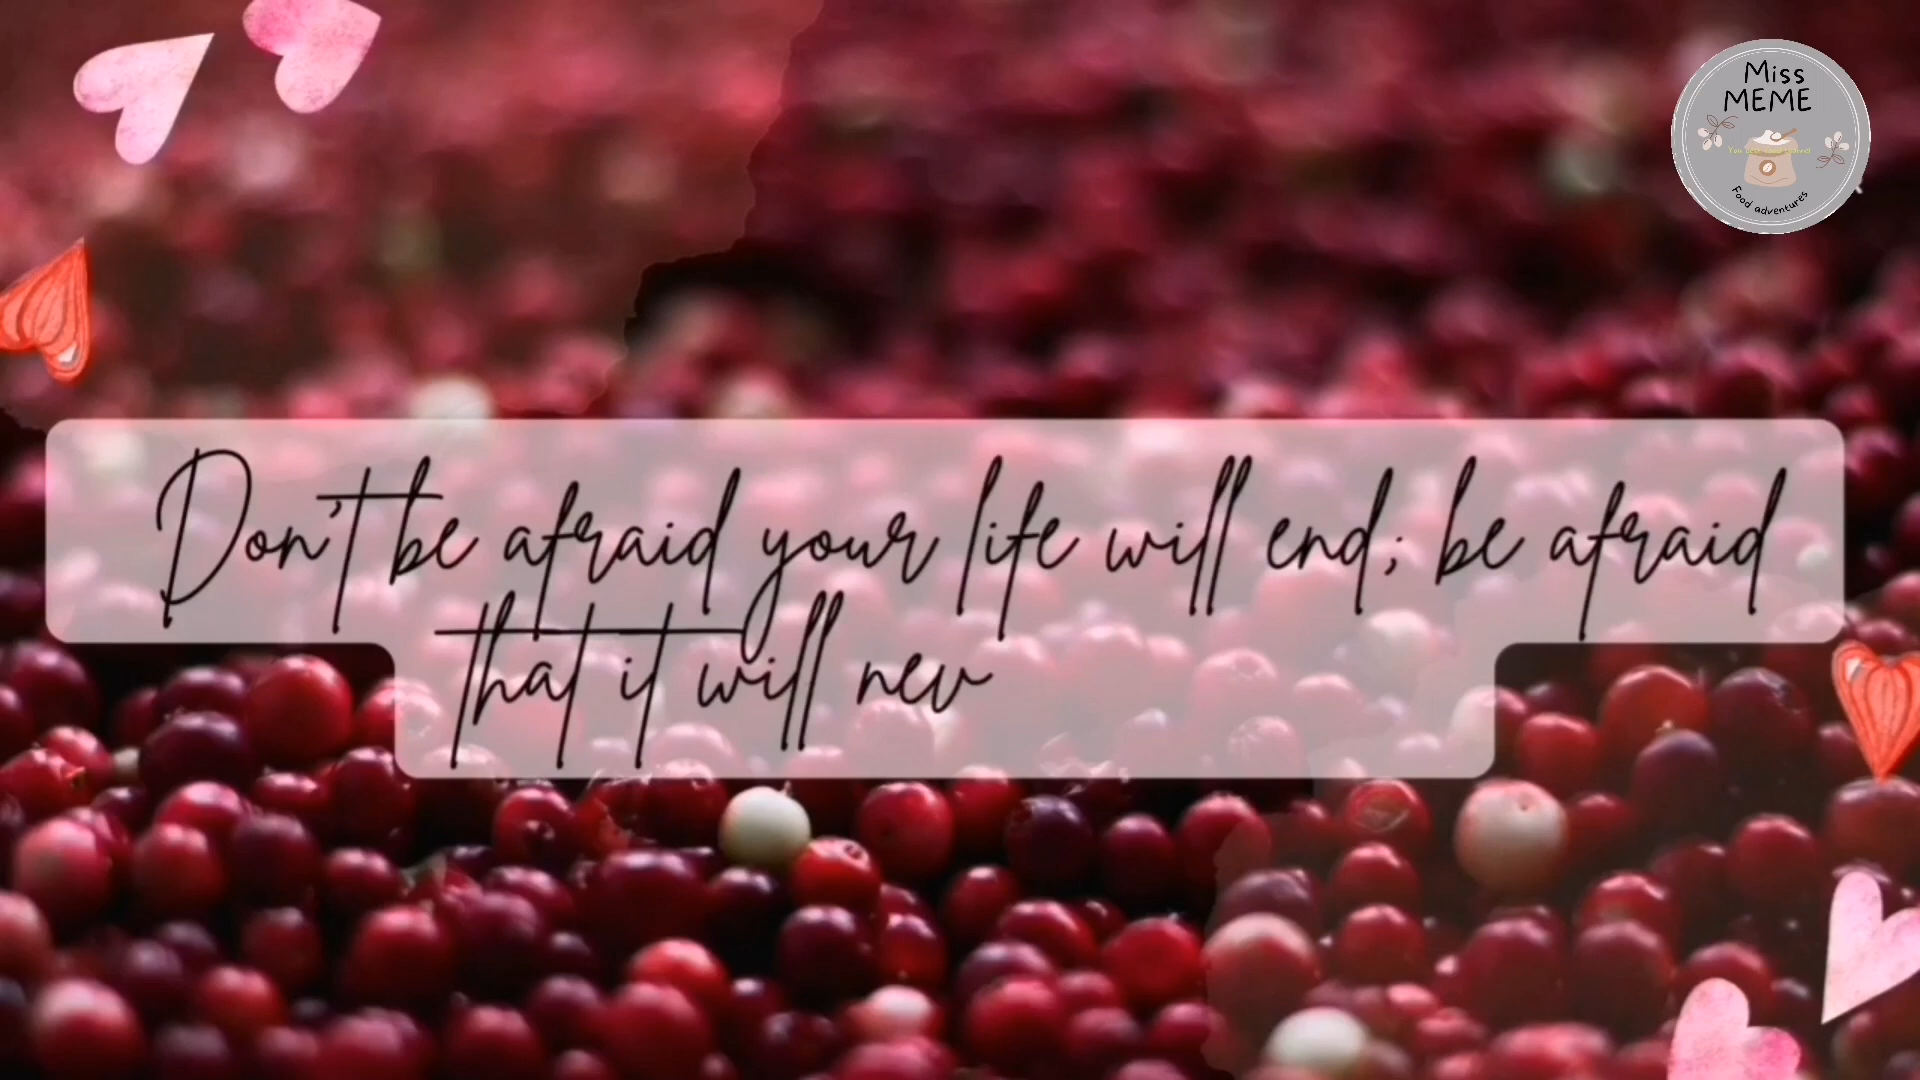 Miss
MEME
Food adventures
Don't be afraid your life will end; be afraid
that it will nev